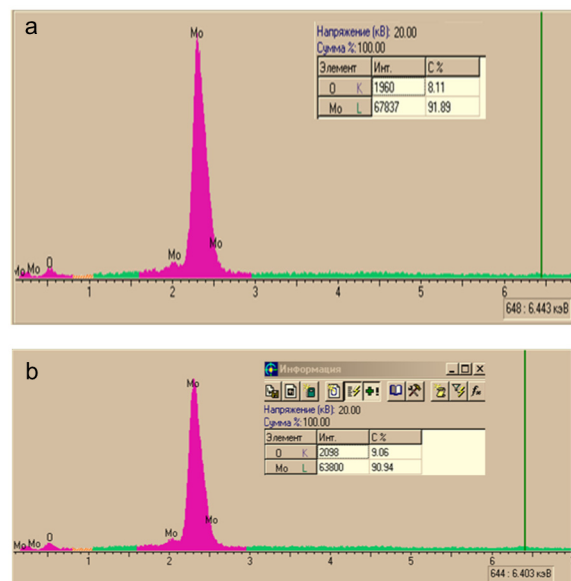 a
Mo
Напряжение (кВ): 20.00
Сумма %: 100.00
Элемент Инт. С %
O K 1960 8.11
Mo L 67837 91.89
Mo Mo
Mo Mo O
1 2 3 4 5 6
648 : 6.443 кэВ
b
Информация
Mo
Напряжение (кВ): 20.00
Сумма %: 100.00
Элемент Инт. С %
O K 2098 9.06
Mo L 63800 90.94
Mo
Mo
Mo Mo O
1 2 3 4 5 6
644 : 6.403 кэВ